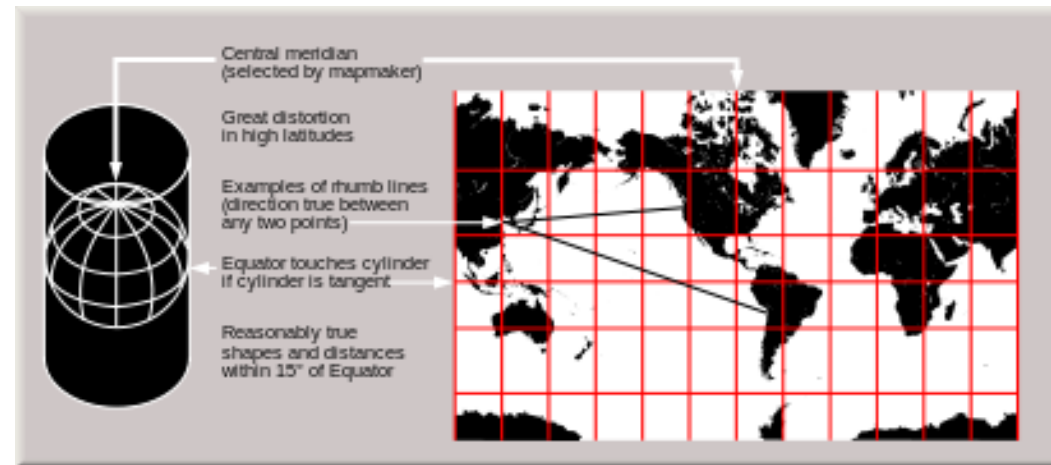 Central meridian
(selected by mapmaker)
Great distortion
in high latitudes
Examples of rhumb lines
(direction true between
any two points)
Equator touches cylinder
if cylinder is tangent
Reasonably true
shapes and distances
within 15° of Equator